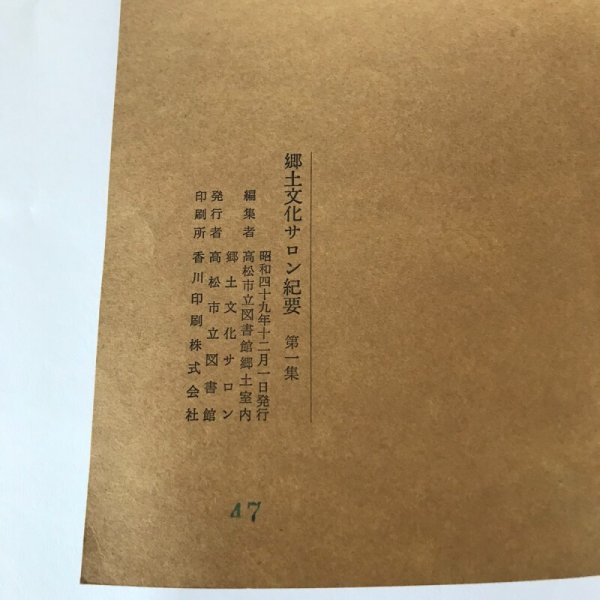 郷土文化サロン紀要 第一集
昭和四十九年十二月一日発行
編集者 高松市立図書館郷土室内
郷土文化サロン
発行者 高松市立図書館
印刷所 香川印刷株式会社
47